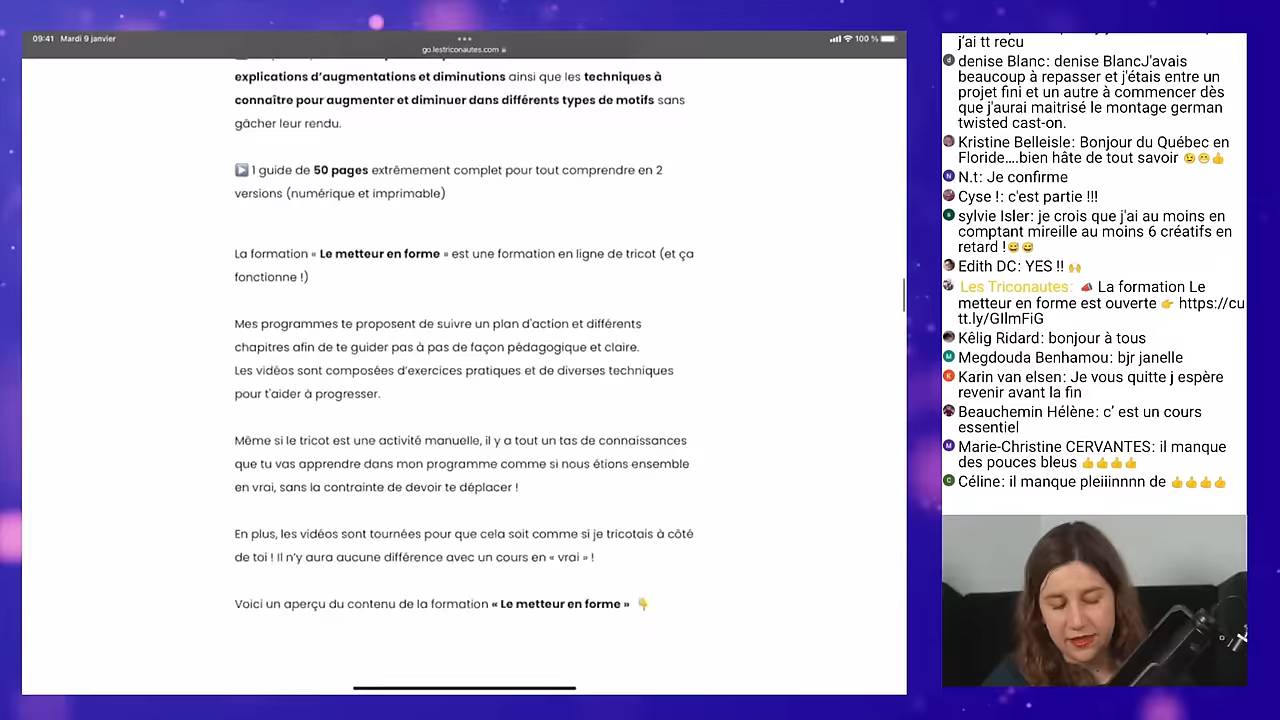 09:41 Mardi 9 janvier
100 %
go.lestriconautes.com
explications d'augmentations et diminutions ainsi que les techniques à
connaître pour augmenter et diminuer dans différents types de motifs sans
gâcher leur rendu.
▶️ 1 guide de 50 pages extrêmement complet pour tout comprendre en 2
versions (numérique et imprimable)
La formation « Le metteur en forme » est une formation en ligne de tricot (et ça
fonctionne !)
Mes programmes te proposent de suivre un plan d'action et différents
chapitres afin de te guider pas à pas de façon pédagogique et claire.
Les vidéos sont composées d'exercices pratiques et de diverses techniques
pour t'aider à progresser.
Même si le tricot est une activité manuelle, il y a tout un tas de connaissances
que tu vas apprendre dans mon programme comme si nous étions ensemble
en vrai, sans la contrainte de devoir te déplacer !
En plus, les vidéos sont tournées pour que cela soit comme si je tricotais à côté
de toi ! Il n'y aura aucune différence avec un cours en « vrai » !
Voici un aperçu du contenu de la formation « Le metteur en forme » 👇
j'ai tt recu
denise Blanc: denise BlancJ'avais
beaucoup à repasser et j'étais entre un
projet fini et un autre à commencer dès
que j'aurai maitrisé le montage german
twisted cast-on.
Kristine Belleisle: Bonjour du Québec en
Floride....bien hâte de tout savoir 😉😁👍
N.t: Je confirme
Cyse !: c'est partie !!!
sylvie Isler: je crois que j'ai au moins en
comptant mireille au moins 6 créatifs en
retard !😅😅
Edith DC: YES !! 🙌
Les Triconautes: 📣 La formation Le
metteur en forme est ouverte 👉 https://cu
tt.ly/GIlmFiG
Kêlig Ridard: bonjour à tous
Megdouda Benhamou: bjr janelle
Karin van elsen: Je vous quitte j espère
revenir avant la fin
Beauchemin Hélène: c' est un cours
essentiel
Marie-Christine CERVANTES: il manque
des pouces bleus 👍👍👍👍
Céline: il manque pleiiinnnn de 👍👍👍👍